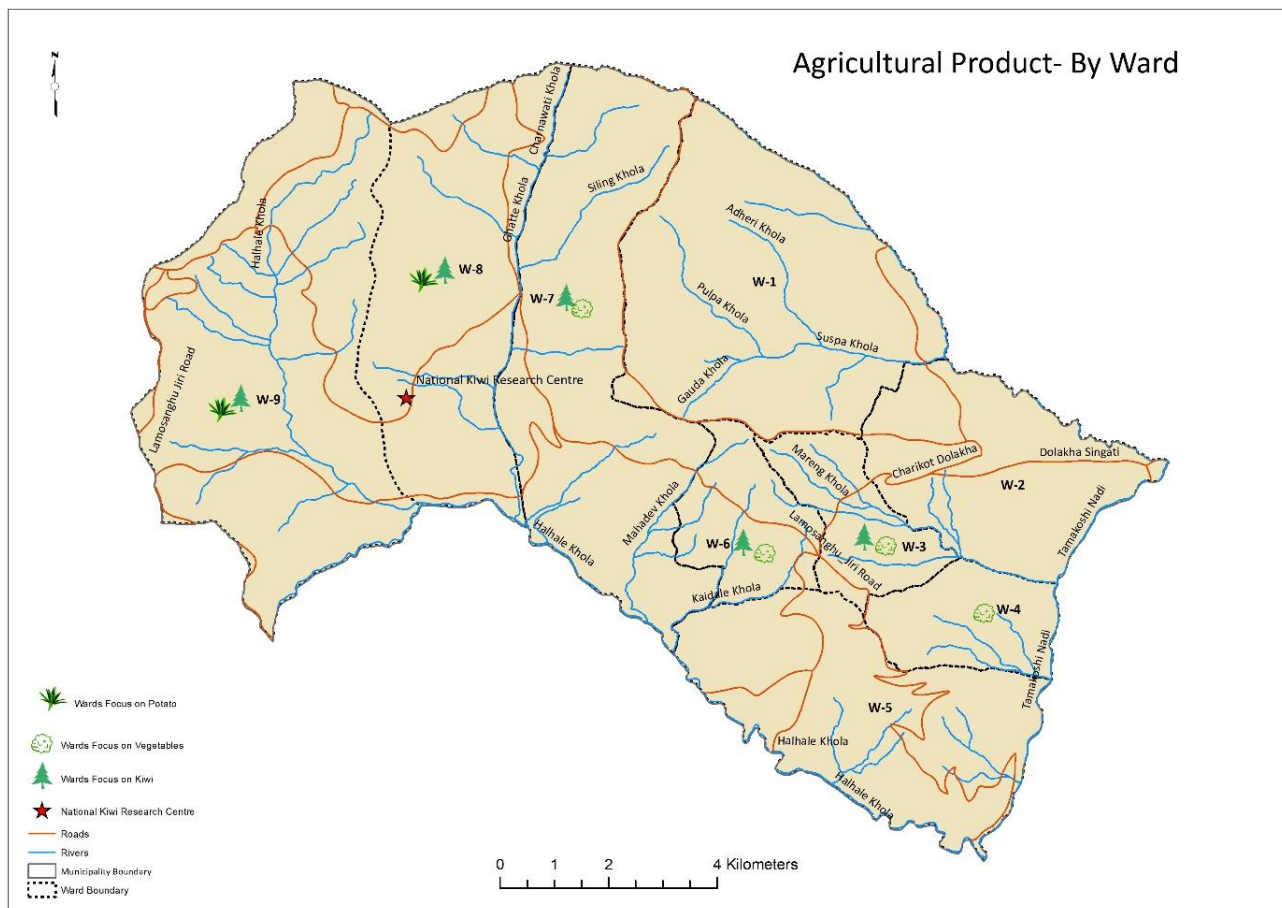 N
Agricultural Product- By Ward
Charnawati Khola
Siling Khola
Ghatte Khola
Halhale Khola
Adheri Khola
W-8
W-1
W-7
Pulpa Khola
Suspa Khola
Gauda Khola
National Kiwi Research Centre
Lamosanghu Jiri Road
W-9
Mareng Khola
Charikot Dolakha
Dolakha Singati
W-2
Tamakoshi Nadi
Mahadev Khola
Halhale Khola
Lamosanghu_Jiri Road
W-6
W-3
Kaidale Khola
W-4
Tamakoshi Nadi
W-5
Halhale Khola
Halhale Khola
Wards Focus on Potato
Wards Focus on Vegetables
Wards Focus on Kiwi
National Kiwi Research Centre
Roads
Rivers
Municipality Boundary
Ward Boundary
0 1 2 4 Kilometers